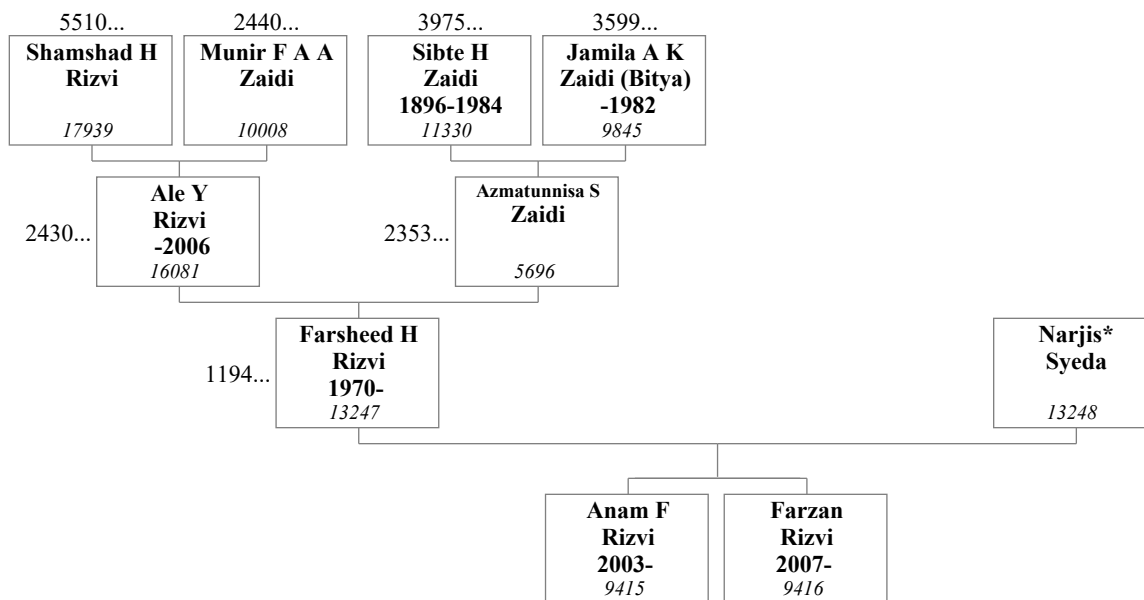 5510...
2440...
3975...
3599...
Shamshad H
Rizvi
17939
Munir F A A
Zaidi
10008
Sibte H
Zaidi
1896-1984
11330
Jamila A K
Zaidi (Bitya)
-1982
9845
2430...
Ale Y
Rizvi
-2006
16081
2353...
Azmatunnisa S
Zaidi
5696
1194...
Farsheed H
Rizvi
1970-
13247
Narjis*
Syeda
13248
Anam F
Rizvi
2003-
9415
Farzan
Rizvi
2007-
9416